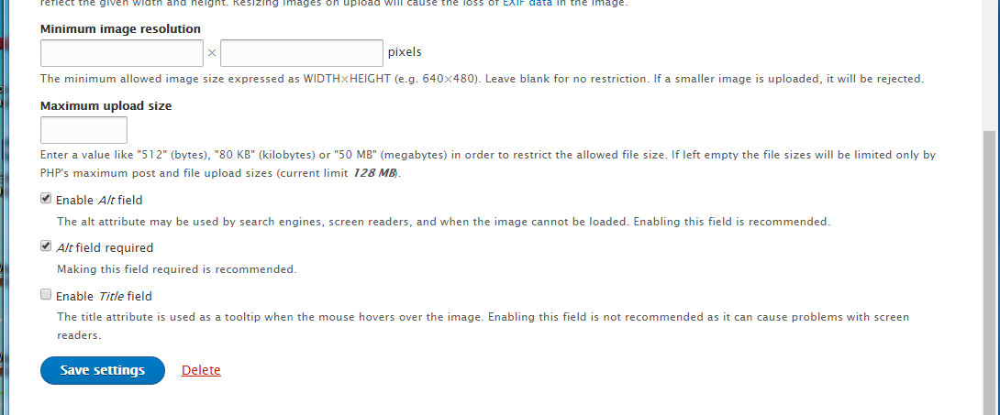 reflect the given width and height. Resizing images on upload will cause the loss of EXIF data in the image.
Minimum image resolution
× pixels
The minimum allowed image size expressed as WIDTH×HEIGHT (e.g. 640×480). Leave blank for no restriction. If a smaller image is uploaded, it will be rejected.
Maximum upload size
Enter a value like "512" (bytes), "80 KB" (kilobytes) or "50 MB" (megabytes) in order to restrict the allowed file size. If left empty the file sizes will be limited only by
PHP's maximum post and file upload sizes (current limit 128 MB).
Enable Alt field
The alt attribute may be used by search engines, screen readers, and when the image cannot be loaded. Enabling this field is recommended.
Alt field required
Making this field required is recommended.
Enable Title field
The title attribute is used as a tooltip when the mouse hovers over the image. Enabling this field is not recommended as it can cause problems with screen
readers.
Save settings Delete